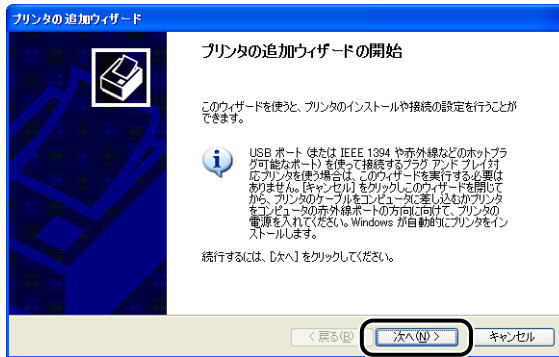 プリンタの追加ウィザード
プリンタの追加ウィザードの開始
このウィザードを使うと、プリンタのインストールや接続の設定を行うことが
できます。
USB ポート (または IEEE 1394 や赤外線などのホットプラ
グ可能なポート) を使って接続するプラグ アンド プレイ対
応プリンタを使う場合は、このウィザードを実行する必要は
ありません。[キャンセル] をクリックしこのウィザードを閉じて
から、プリンタのケーブルをコンピュータに差し込むかプリンタ
をコンピュータの赤外線ポートの方向に向けて、プリンタの
電源を入れてください。Windows が自動的にプリンタをイン
ストールします。
続行するには、[次へ] をクリックしてください。
< 戻る(B)
次へ(N) >
キャンセル